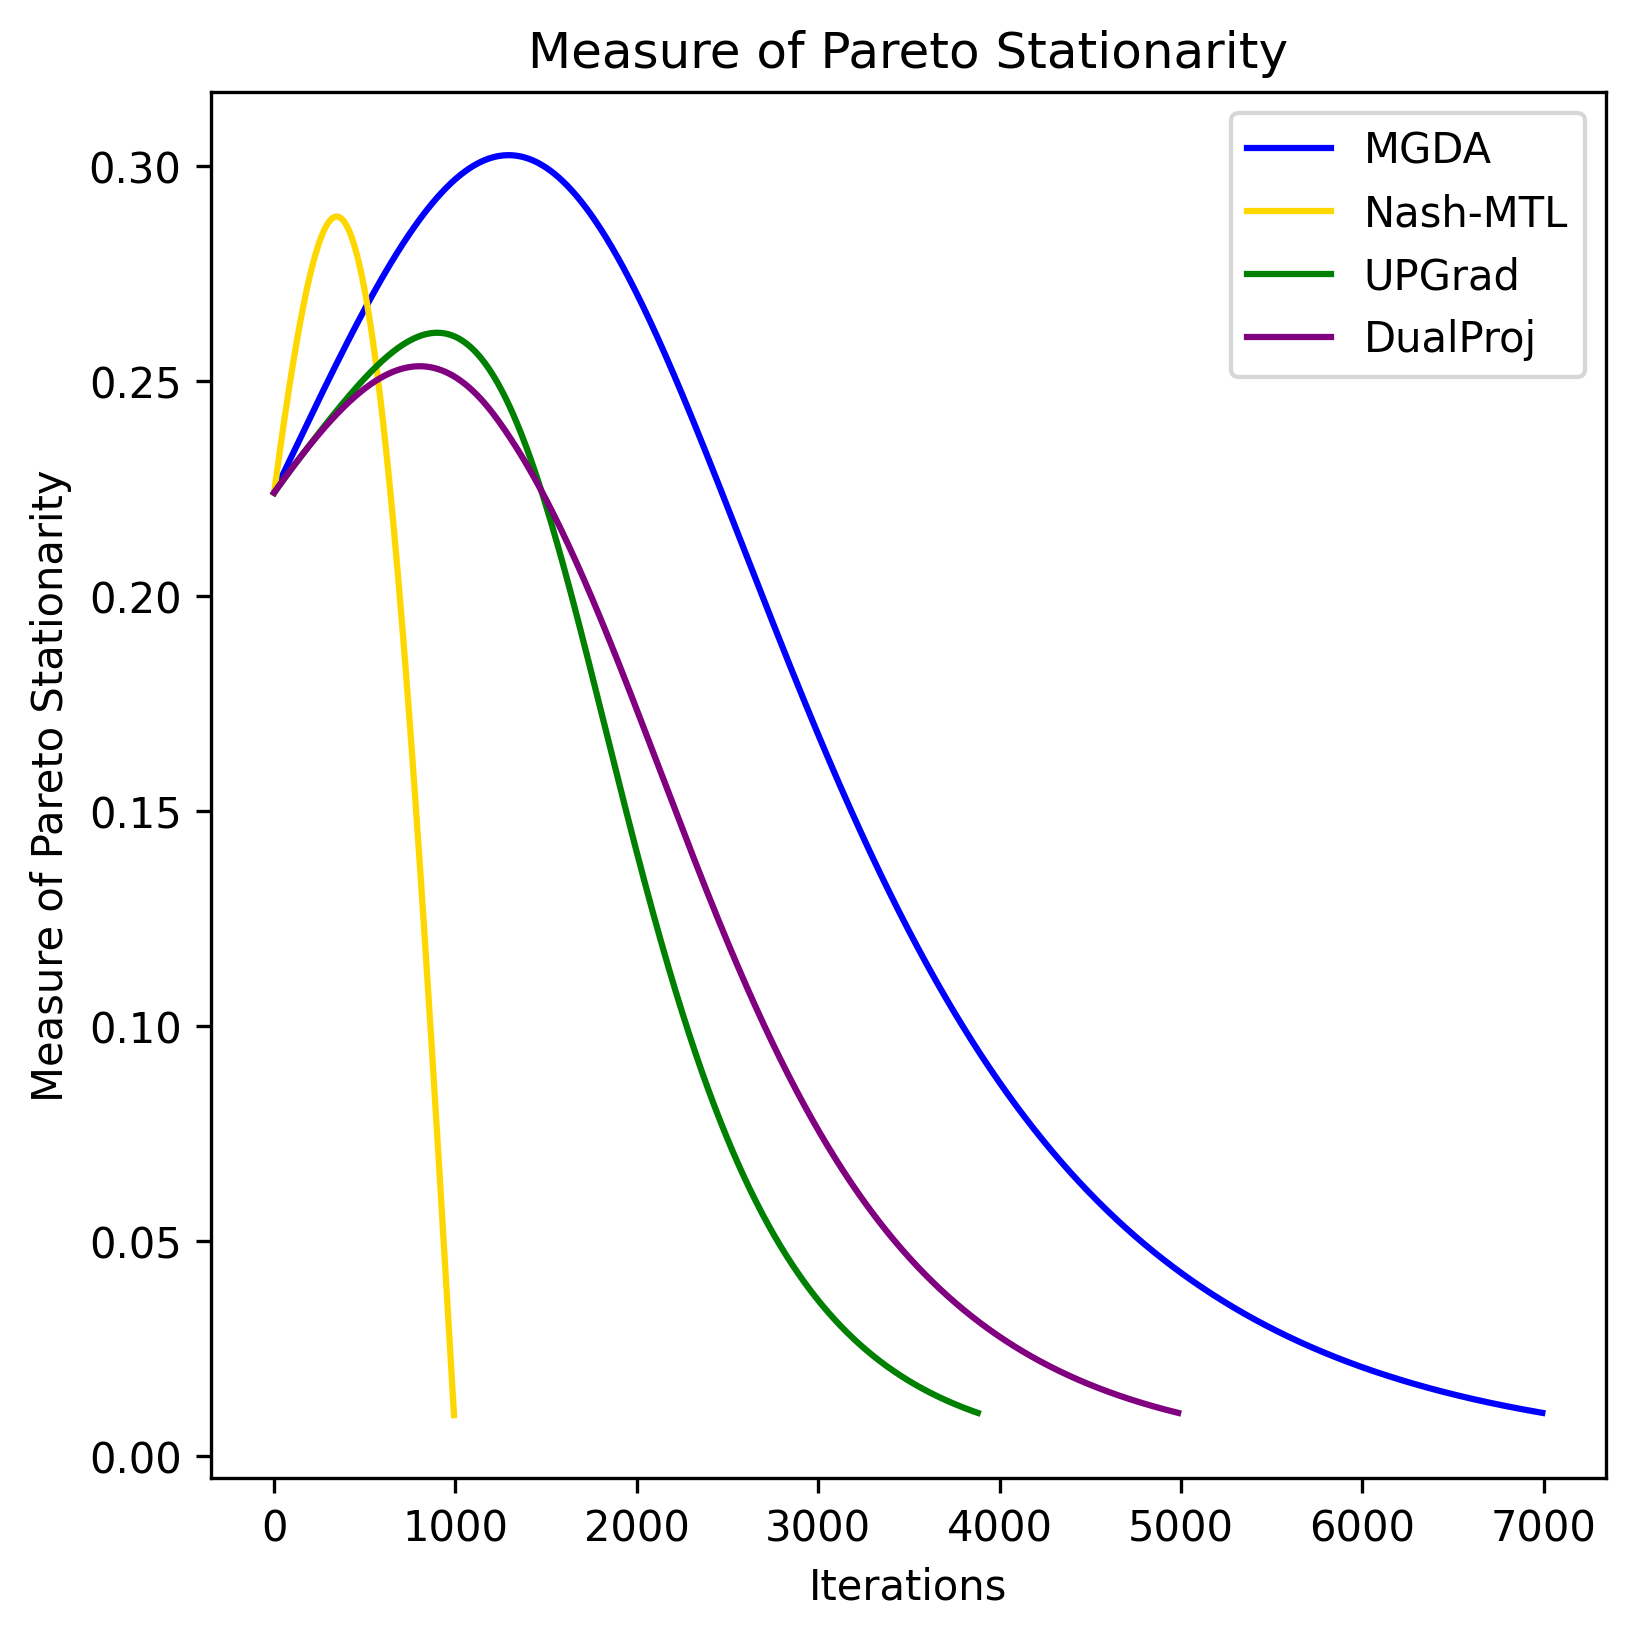 Measure of Pareto Stationarity
MGDA
Nash-MTL
UPGrad
DualProj
Measure of Pareto Stationarity
0.30
0.25
0.20
0.15
0.10
0.05
0.00
0 1000 2000 3000 4000 5000 6000 7000
Iterations